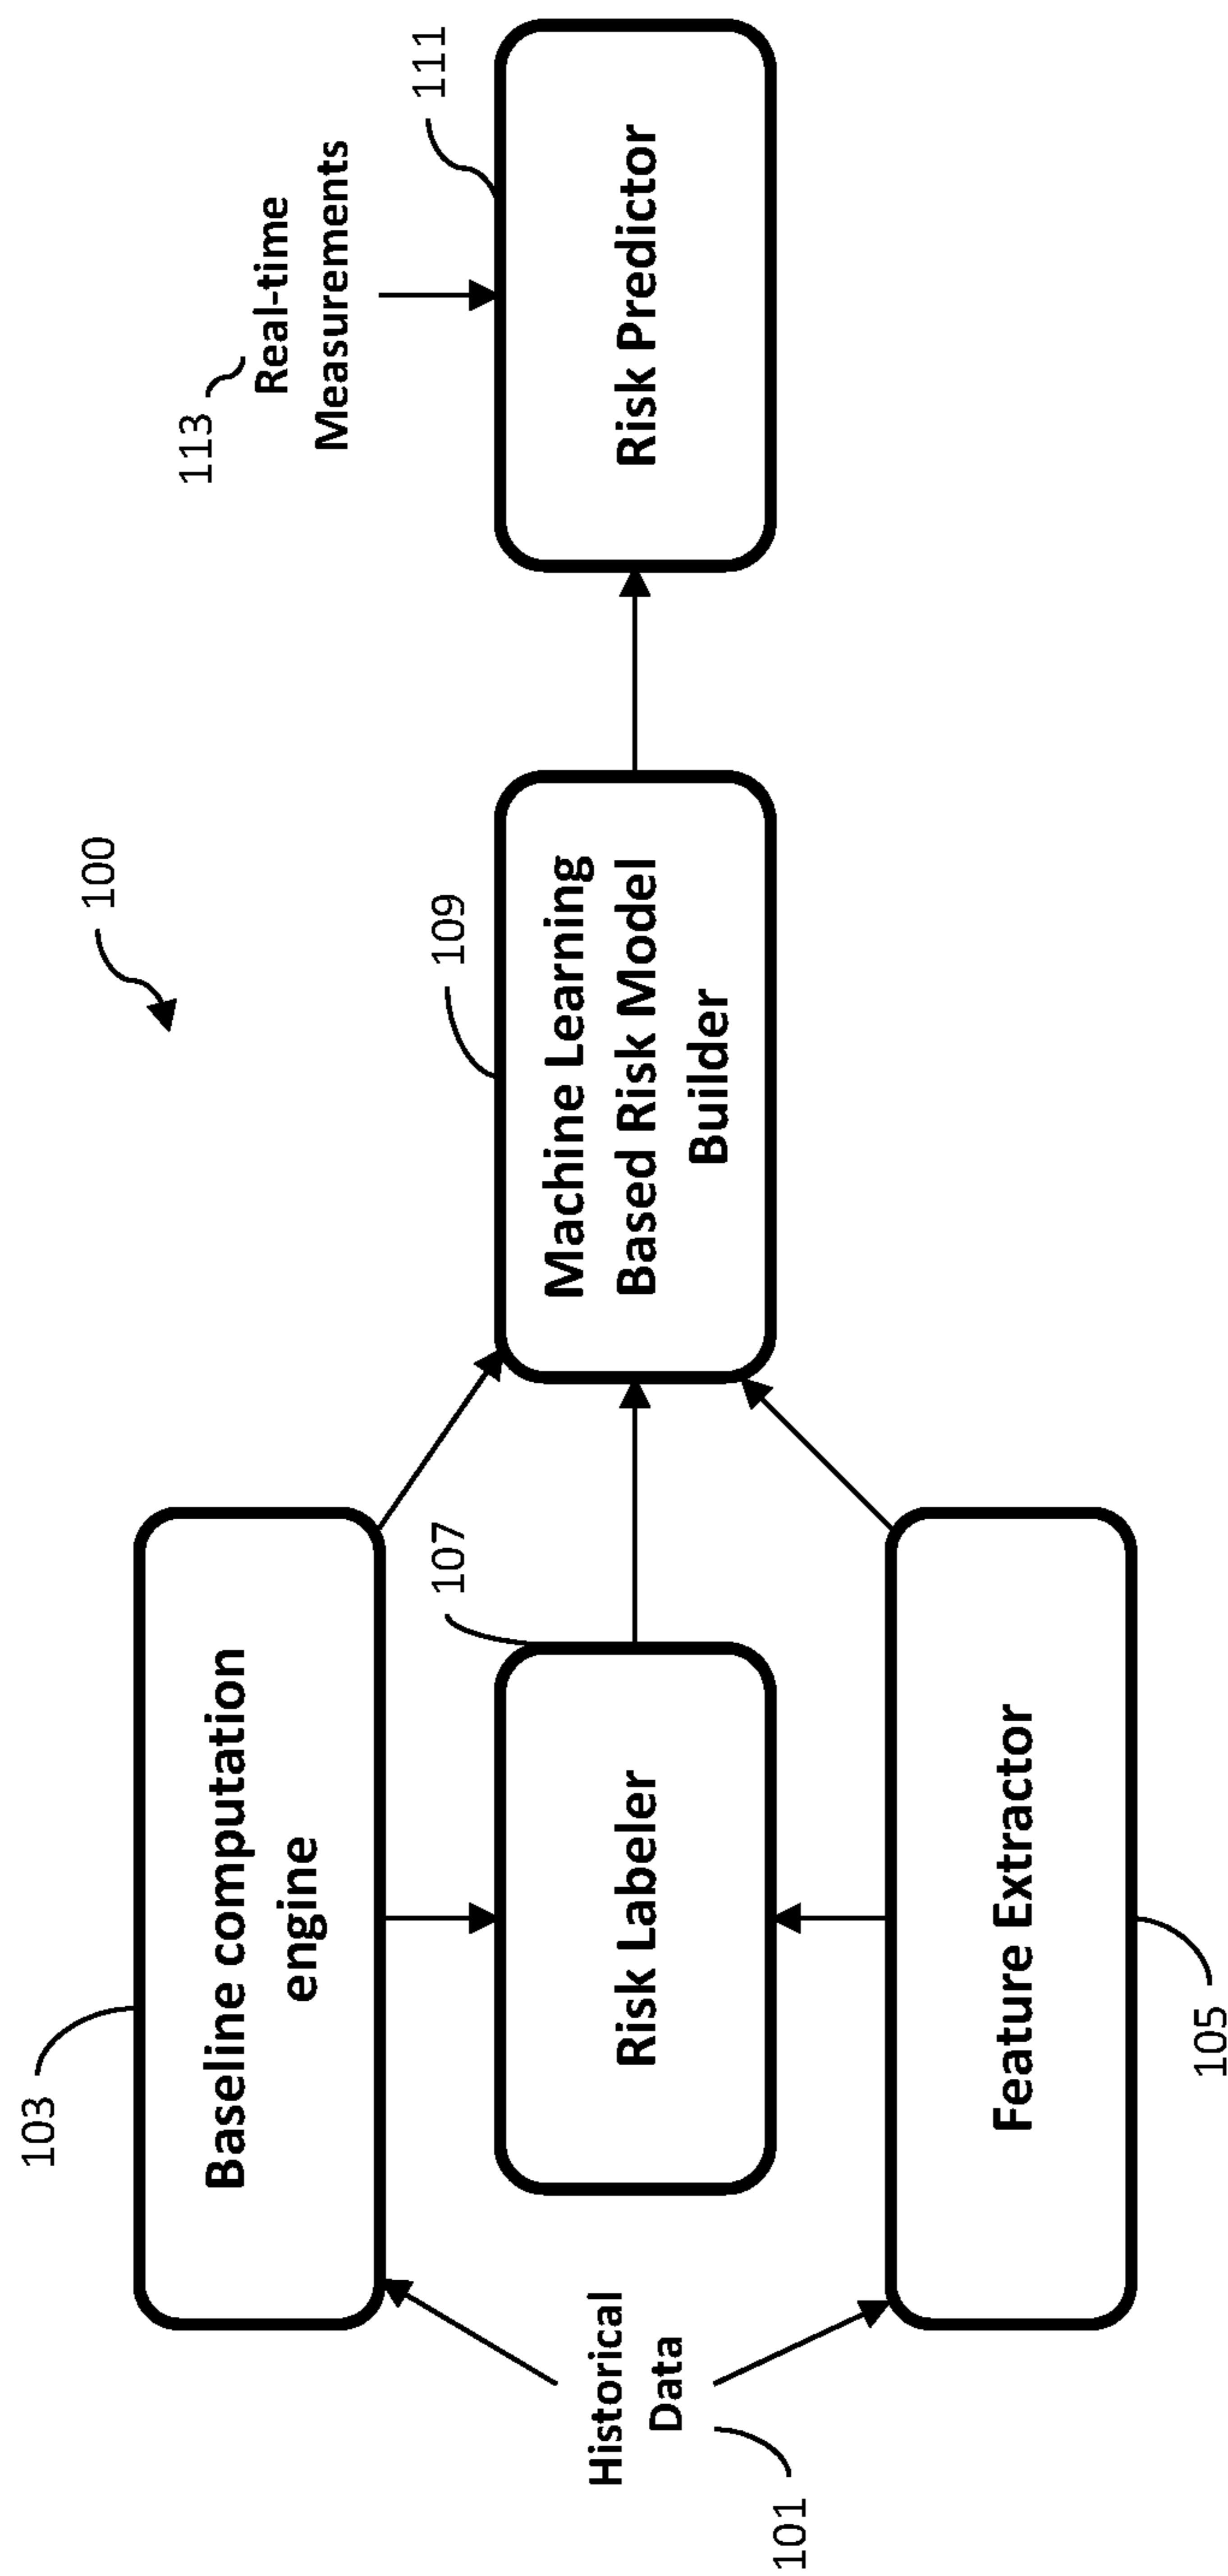 100
103
Baseline computation
engine
101
Historical
Data
107
Risk Labeler
105
Feature Extractor
109
Machine Learning
Based Risk Model
Builder
113
Real-time
Measurements
111
Risk Predictor